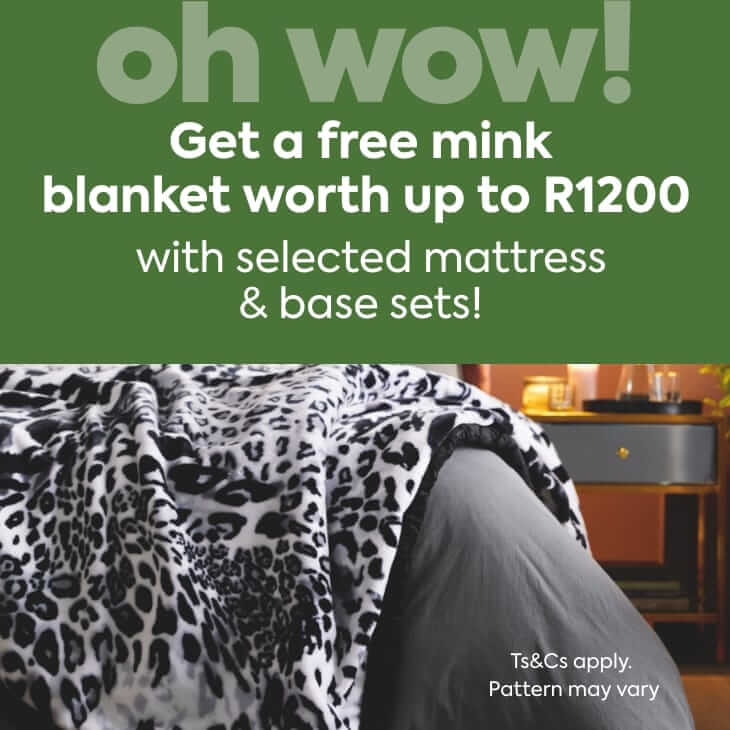 oh wow!
Get a free mink
blanket worth up to R1200
with selected mattress
& base sets!
Ts&Cs apply.
Pattern may vary